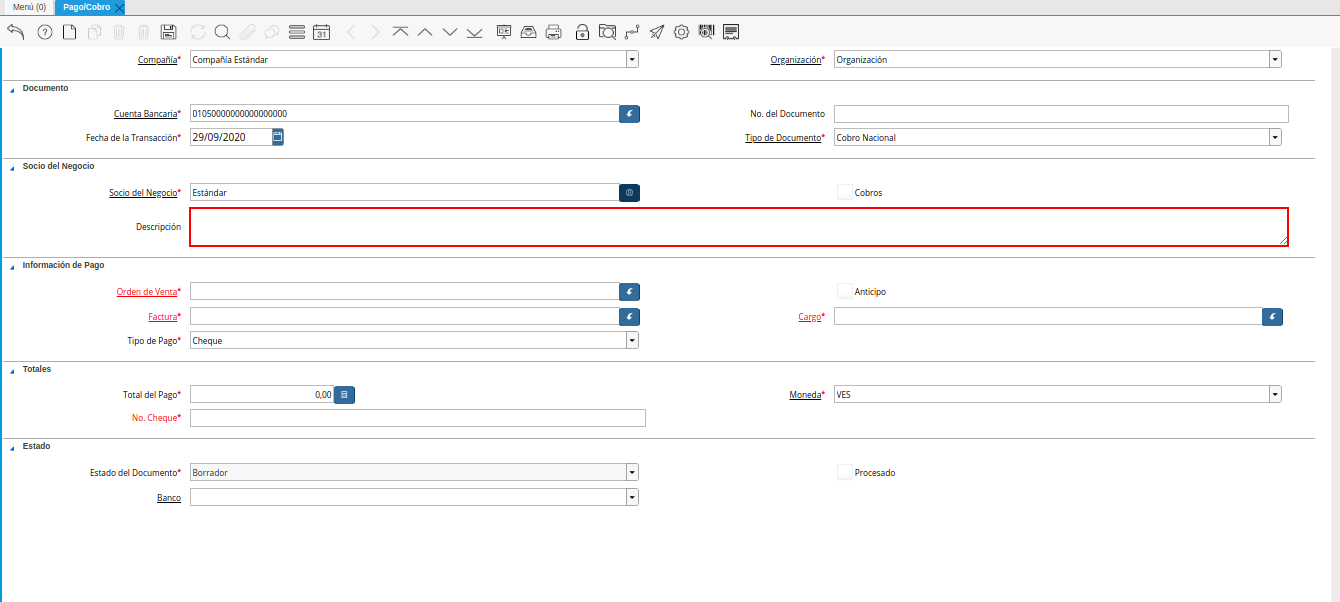 Menú (0) Pago/Cobro
31
Compañía* Compañía Estándar Organización* Organización
Documento
Cuenta Bancaria* 01050000000000000000 No. del Documento
Fecha de la Transacción* 29/09/2020 Tipo de Documento* Cobro Nacional
Socio del Negocio
Socio del Negocio* Estándar Cobros
Descripción
Información de Pago
Orden de Venta* Anticipo
Factura* Cargo*
Tipo de Pago* Cheque
Totales
Total del Pago* 0,00 Moneda* VES
No. Cheque*
Estado
Estado del Documento* Borrador Procesado
Banco